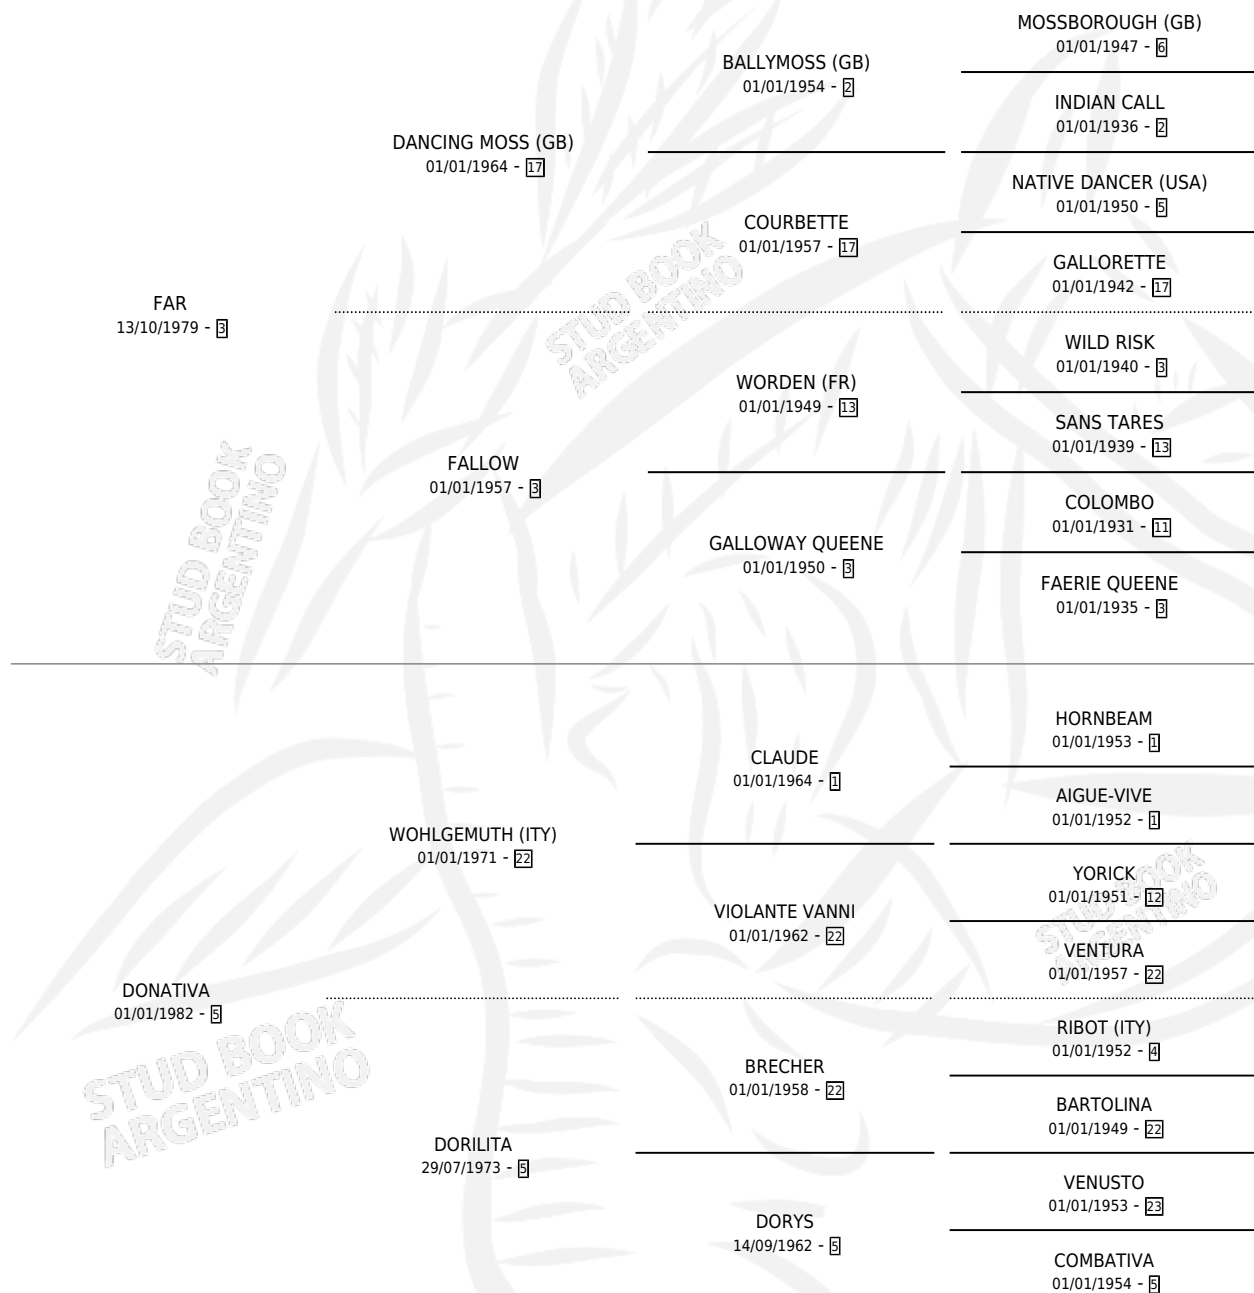 MOSSBOROUGH (GB)
01/01/1947 - 6
BALLYMOSS (GB)
01/01/1954 - 2
INDIAN CALL
01/01/1936 - 2
DANCING MOSS (GB)
01/01/1964 - 17
NATIVE DANCER (USA)
01/01/1950 - 5
COURBETTE
01/01/1957 - 17
GALLORETTE
01/01/1942 - 17
FAR
13/10/1979 - 3
WILD RISK
01/01/1940 - 3
WORDEN (FR)
01/01/1949 - 13
SANS TARES
01/01/1939 - 13
FALLOW
01/01/1957 - 3
COLOMBO
01/01/1931 - 11
GALLOWAY QUEENE
01/01/1950 - 3
FAERIE QUEENE
01/01/1935 - 3
HORNBEAM
01/01/1953 - 1
CLAUDE
01/01/1964 - 1
AIGUE-VIVE
01/01/1952 - 1
WOHLGEMUTH (ITY)
01/01/1971 - 22
YORICK
01/01/1951 - 12
VIOLANTE VANNI
01/01/1962 - 22
VENTURA
01/01/1957 - 22
DONATIVA
01/01/1982 - 5
RIBOT (ITY)
01/01/1952 - 4
BRECHER
01/01/1958 - 22
BARTOLINA
01/01/1949 - 22
DORILITA
29/07/1973 - 5
VENUSTO
01/01/1953 - 23
DORYS
14/09/1962 - 5
COMBATIVA
01/01/1954 - 5
STUD BOOK
ARGENTINO
STUD BOOK
ARGENTINO
STUD BOOK
ARGENTINO
STUD BOOK
ARGENTINO